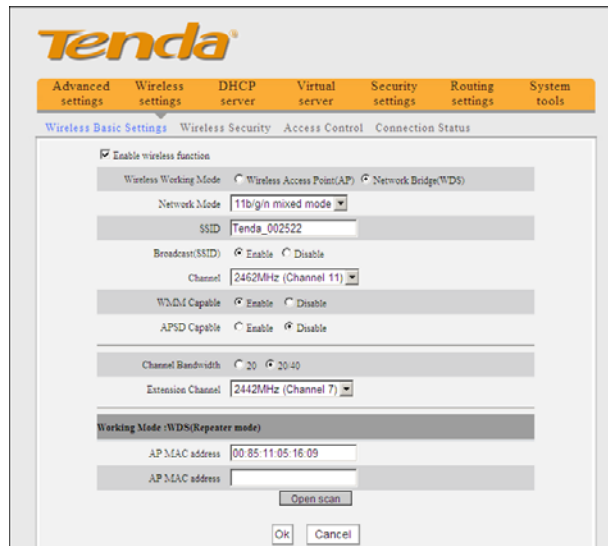 Tenda
Advanced settings Wireless settings DHCP server Virtual server Security settings Routing settings System tools
Wireless Basic Settings Wireless Security Access Control Connection Status
Enable wireless function
Wireless Working Mode Wireless Access Point(AP) Network Bridge(WDS)
Network Mode 11b/g/n mixed mode
SSID Tenda_002522
Broadcast(SSID) Enable Disable
Channel 2462MHz (Channel 11)
WMM Capable Enable Disable
APSD Capable Enable Disable
Channel Bandwidth 20 20/40
Extension Channel 2442MHz (Channel 7)
Working Mode :WDS(Repeater mode)
AP MAC address 00:85:11:05:16:09
AP MAC address
Open scan
Ok Cancel